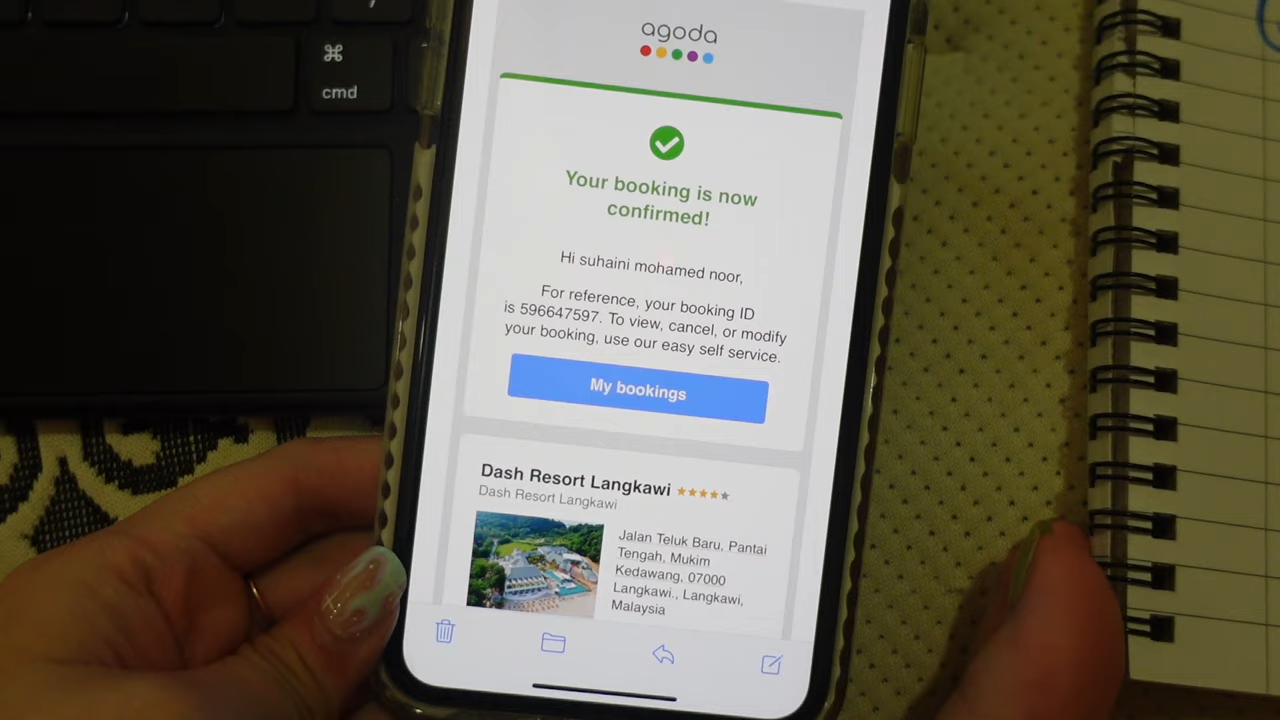 ⌘
cmd
agoda
Your booking is now
confirmed!
Hi suhaini mohamed noor,
For reference, your booking ID
is 596647597. To view, cancel, or modify
your booking, use our easy self service.
My bookings
Dash Resort Langkawi
Dash Resort Langkawi
Jalan Teluk Baru, Pantai
Tengah, Mukim
Kedawang, 07000
Langkawi., Langkawi,
Malaysia